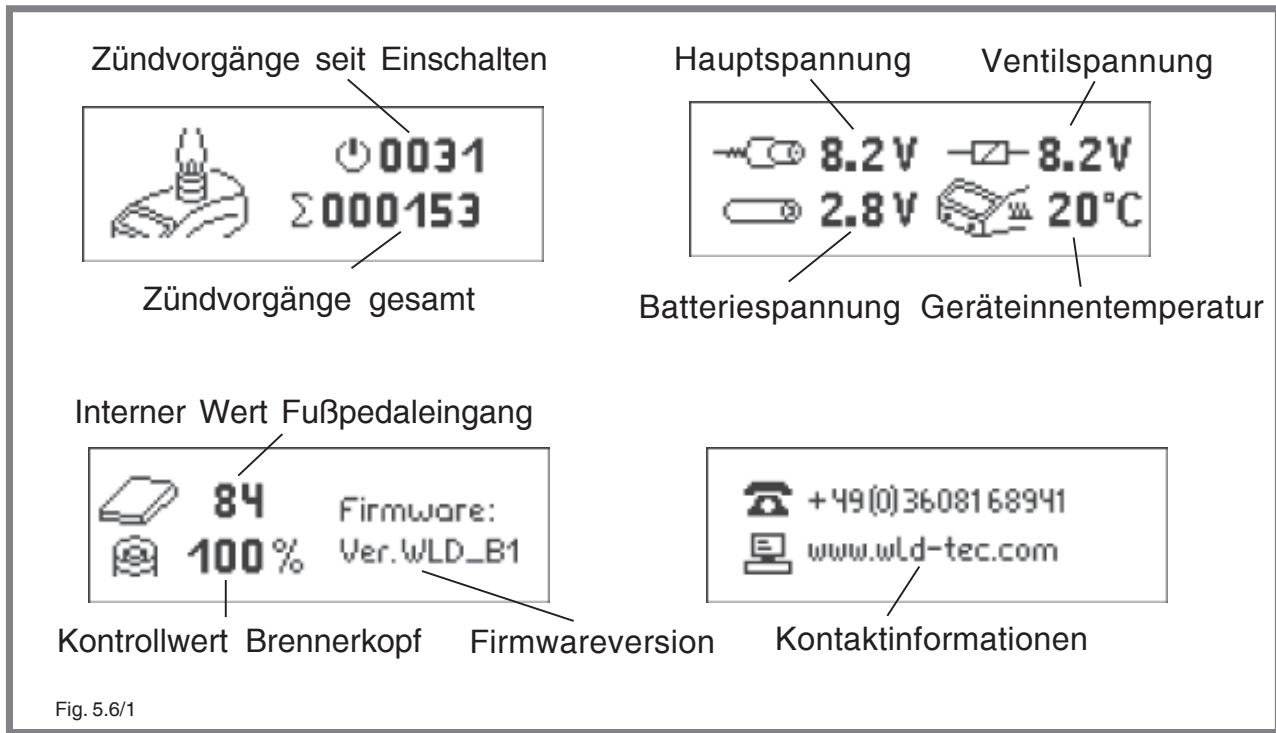 Zündvorgänge seit Einschalten
0031
Σ000153
Zündvorgänge gesamt
Hauptspannung Ventilspannung
8.2V 8.2V
2.8V 20°C
Batteriespannung Geräteinnentemperatur
Interner Wert Fußpedaleingang
84 Firmware:
100% Ver.WLD_B1
Kontrollwert Brennerkopf Firmwareversion
+49(0)36081 68941
www.wld-tec.com
Kontaktinformationen
Fig. 5.6/1